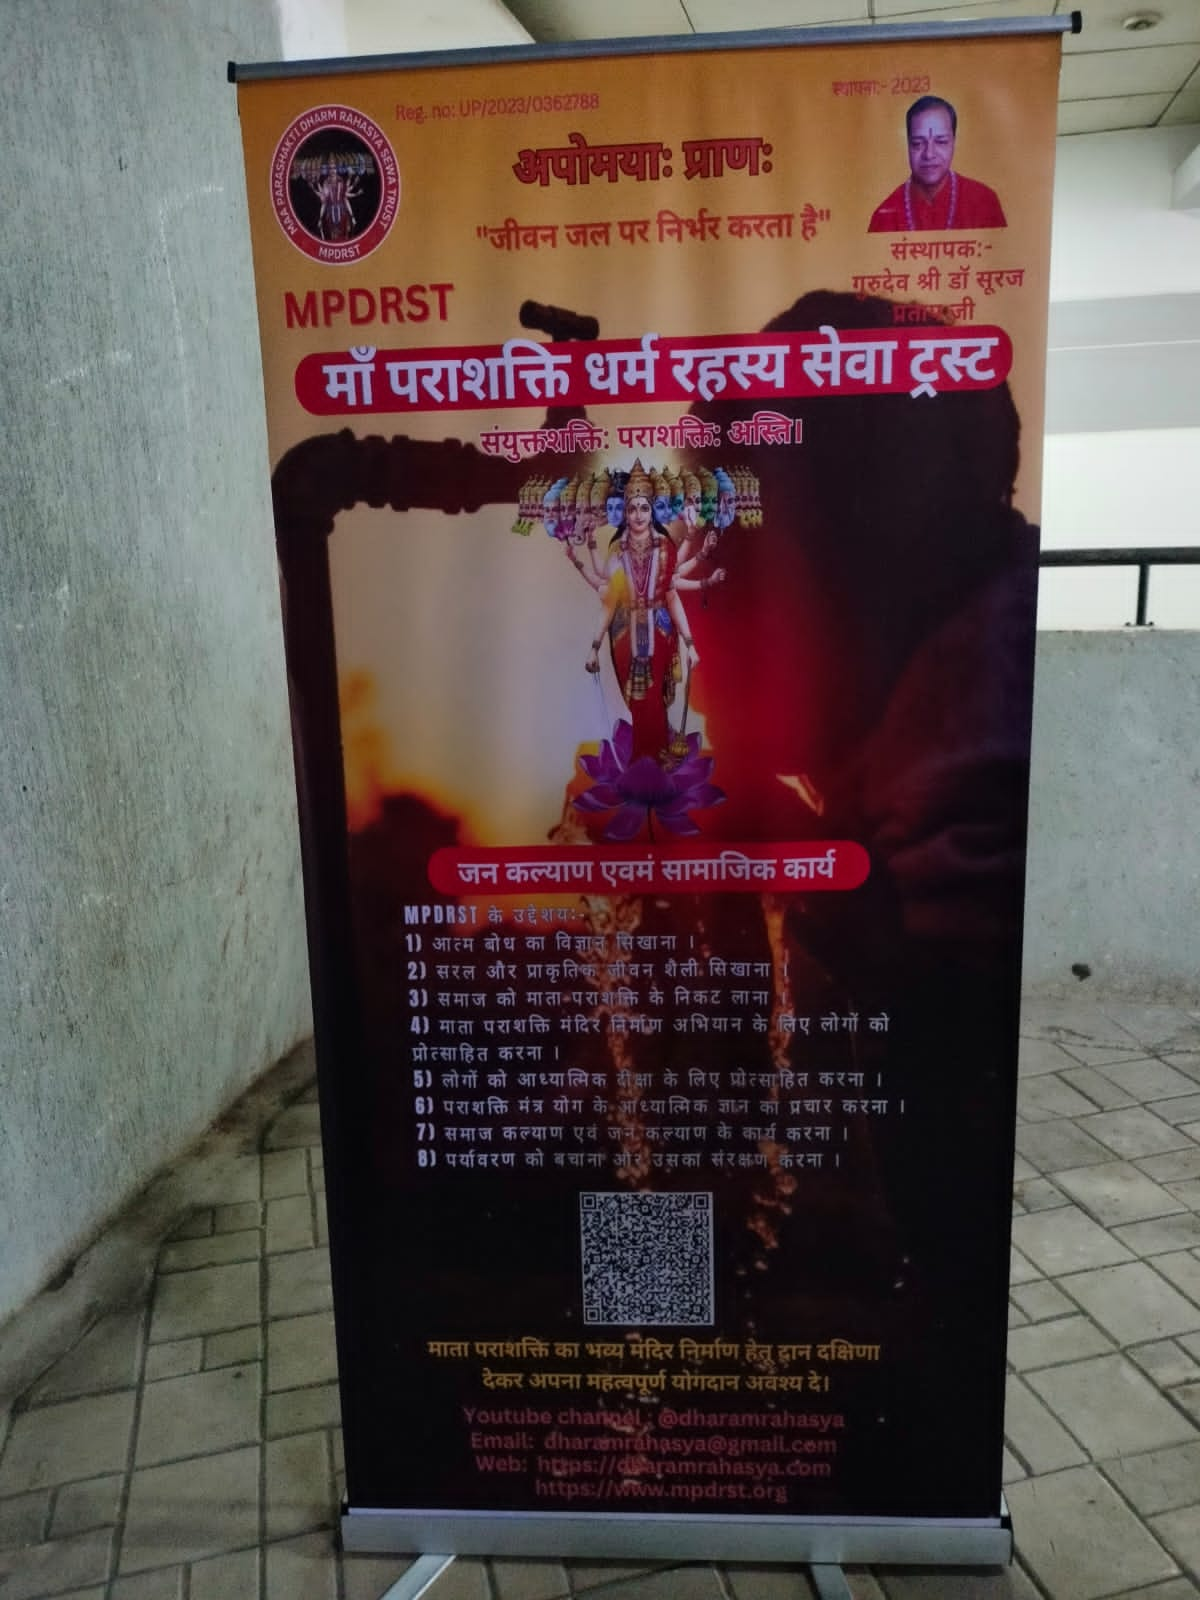 Reg. no: UP/2023/0362788
स्थापना:- 2023
MAA PARASHAKTI DHARM RAHASYA SEWA TRUST
MPDRST
अपोमयाः प्राणः
"जीवन जल पर निर्भर करता है"
संस्थापक:-
गुरुदेव श्री डॉ सूरज
प्रताप जी
MPDRST
माँ पराशक्ति धर्म रहस्य सेवा ट्रस्ट
संयुक्तशक्ति: पराशक्ति: अस्ति।
जन कल्याण एवमं सामाजिक कार्य
MPDRST के उद्देशय:-
1) आत्म बोध का विज्ञान सिखाना ।
2) सरल और प्राकृतिक जीवन शैली सिखाना ।
3) समाज को माता पराशक्ति के निकट लाना ।
4) माता पराशक्ति मंदिर निर्माण अभियान के लिए लोगों को
प्रोत्साहित करना ।
5) लोगों को आध्यात्मिक दीक्षा के लिए प्रोत्साहित करना ।
6) पराशक्ति मंत्र योग के आध्यात्मिक ज्ञान का प्रचार करना ।
7) समाज कल्याण एवं जन कल्याण के कार्य करना ।
8) पर्यावरण को बचाना और उसका संरक्षण करना ।
माता पराशक्ति का भव्य मंदिर निर्माण हेतू दान दक्षिणा
देकर अपना महत्वपूर्ण योगदान अवश्य दे।
Youtube channel : @dharamrahasya
Email: dharamrahasya@gmail.com
Web: https://dharamrahasya.com
https://www.mpdrst.org